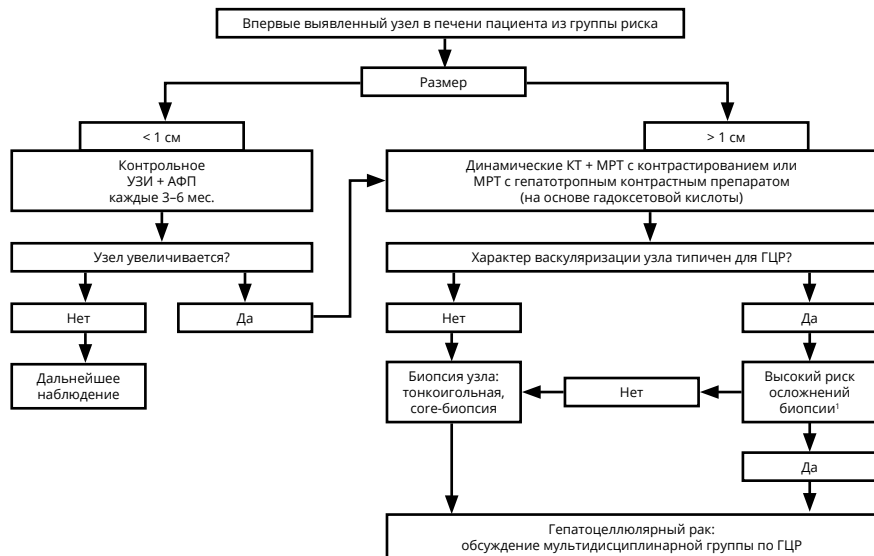 Впервые выявленный узел в печени пациента из группы риска
Размер
< 1 см
> 1 см
Контрольное
УЗИ + АФП
каждые 3–6 мес.
Динамические КТ + МРТ с контрастированием или
МРТ с гепатотропным контрастным препаратом
(на основе гадоксетовой кислоты)
Узел увеличивается?
Характер васкуляризации узла типичен для ГЦР?
Нет
Да
Нет
Да
Дальнейшее
наблюдение
Биопсия узла:
тонкоигольная,
core-биопсия
Нет
Высокий риск
осложнений
биопсии¹
Да
Гепатоцеллюлярный рак:
обсуждение мультидисциплинарной группы по ГЦР